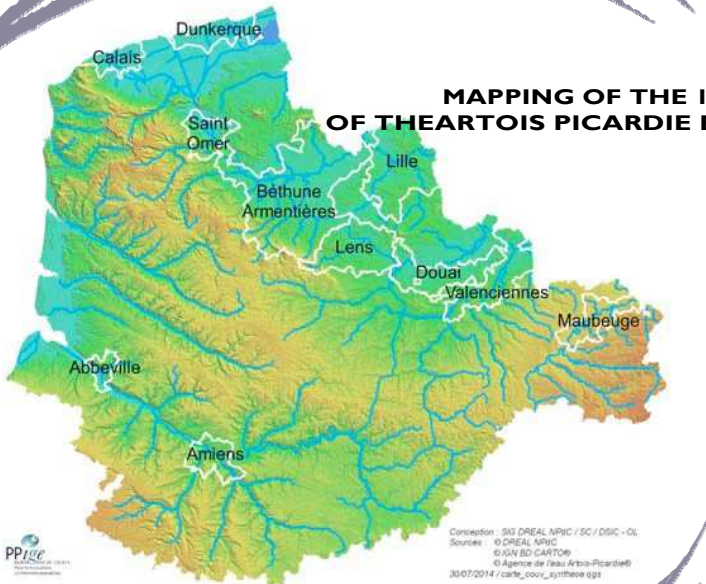 Dunkerque
Calais
MAPPING OF THE
OF THEARTOIS PICARDIE
Saint
Omer
Lille
Béthune
Armentières
Lens
Douai
Valenciennes
Maubeuge
Abbeville
Amiens
PPige
Conception : SIG DREAL NPdC / SC / DSIC - OL
Sources : © DREAL NPdC
© IGN BD CARTO®
© Agence de l'eau Artois-Picardie®
30/07/2014 / carte_couv_synthese.qgs